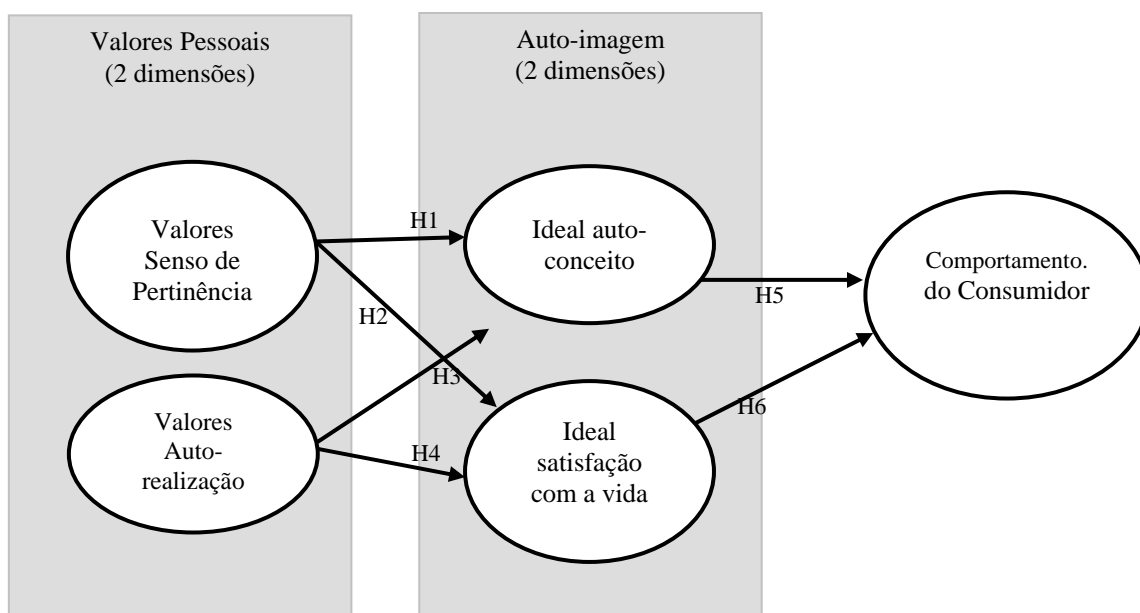 Valores Pessoais
(2 dimensões)
Auto-imagem
(2 dimensões)
Valores
Senso de
Pertinência
H1
Ideal auto-
conceito
H2
H5
Comportamento.
do Consumidor
Valores
Auto-
realização
H3
H4
Ideal
satisfação
com a vida
H6